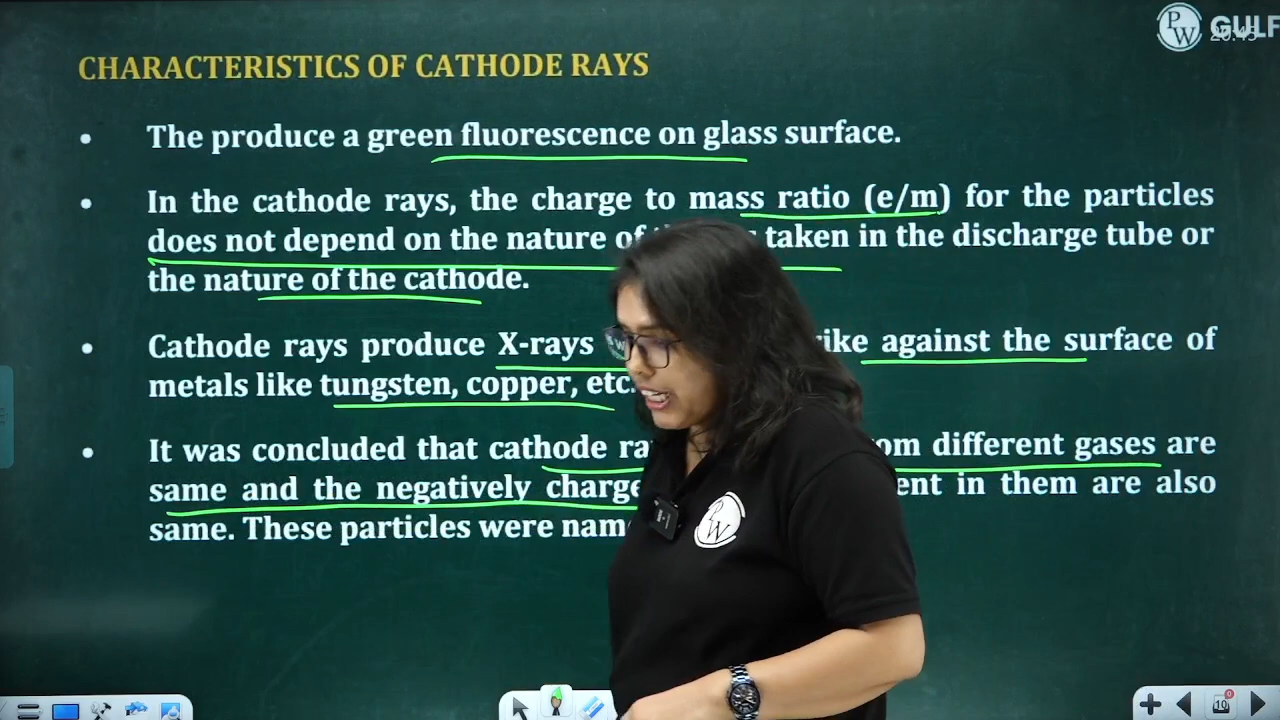 PW GULF
CHARACTERISTICS OF CATHODE RAYS
• The produce a green fluorescence on glass surface.
• In the cathode rays, the charge to mass ratio (e/m) for the particles
does not depend on the nature of taken in the discharge tube or
the nature of the cathode.
• Cathode rays produce X-rays against the surface of
metals like tungsten, copper, etc.
• It was concluded that cathode different gases are
same and the negatively in them are also
same. These particles were
PW
10